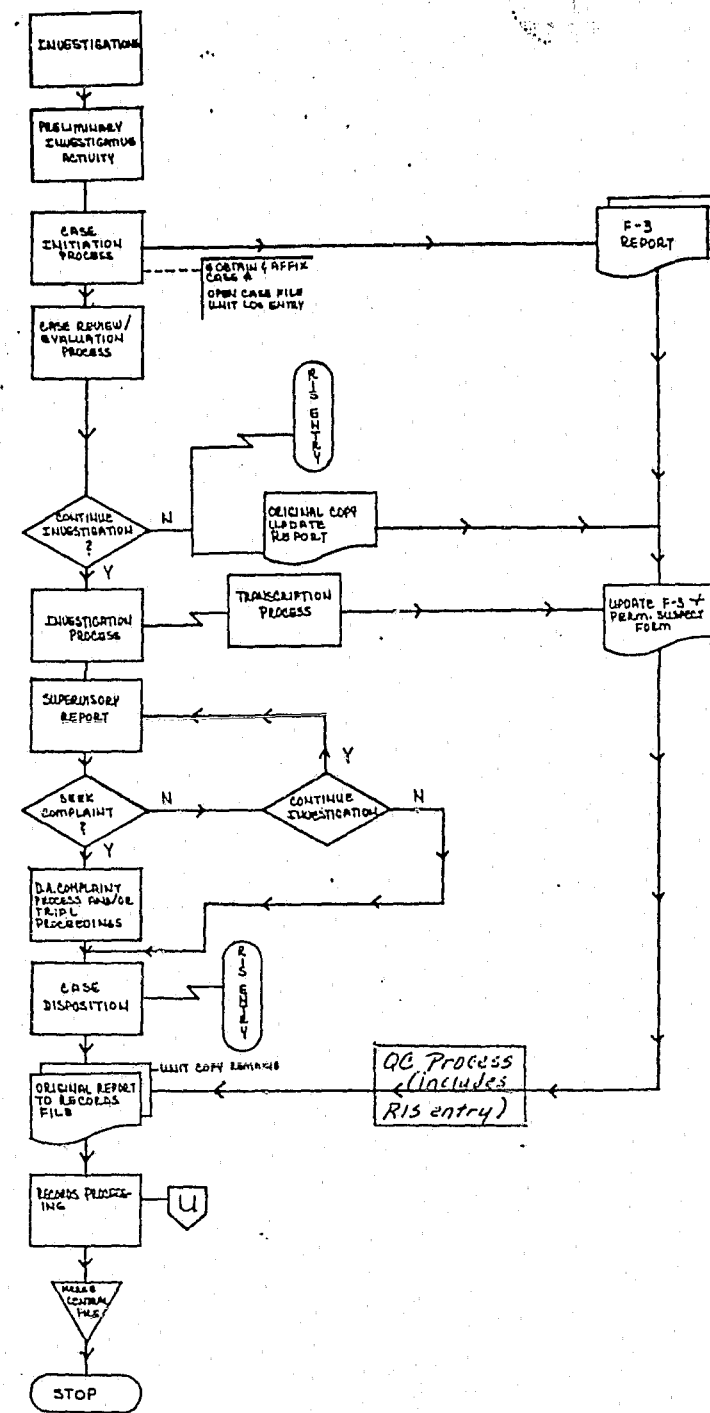 INVESTIGATIONS
PRELIMINARY
INVESTIGATIVE
ACTIVITY
CASE
INITIATION
PROCESS
F-3
REPORT
OBTAIN & AFFIX
CASE #
OPEN CASE FILE
UNIT LOG ENTRY
CASE REVIEW/
EVALUATION
PROCESS
RIS ENTRY
CONTINUE
INVESTIGATION
?
N
Y
ORIGINAL COPY
UPDATE
REPORT
INVESTIGATION
PROCESS
TRANSCRIPTION
PROCESS
UPDATE F-3 +
PERM. SUSPECT
FORM
SUPERVISORY
REPORT
SEEK
COMPLAINT
?
N
Y
CONTINUE
INVESTIGATION
Y
N
D.A. COMPLAINT
PROCESS AND/OR
TRIAL
PROCEEDINGS
CASE
DISPOSITION
RIS ENTRY
UNIT COPY REMAINS
ORIGINAL REPORT
TO RECORDS
FILE
QC Process
(includes
RIS entry)
RECORDS PROCESS-
ING
U
CENTRAL
FILE
STOP